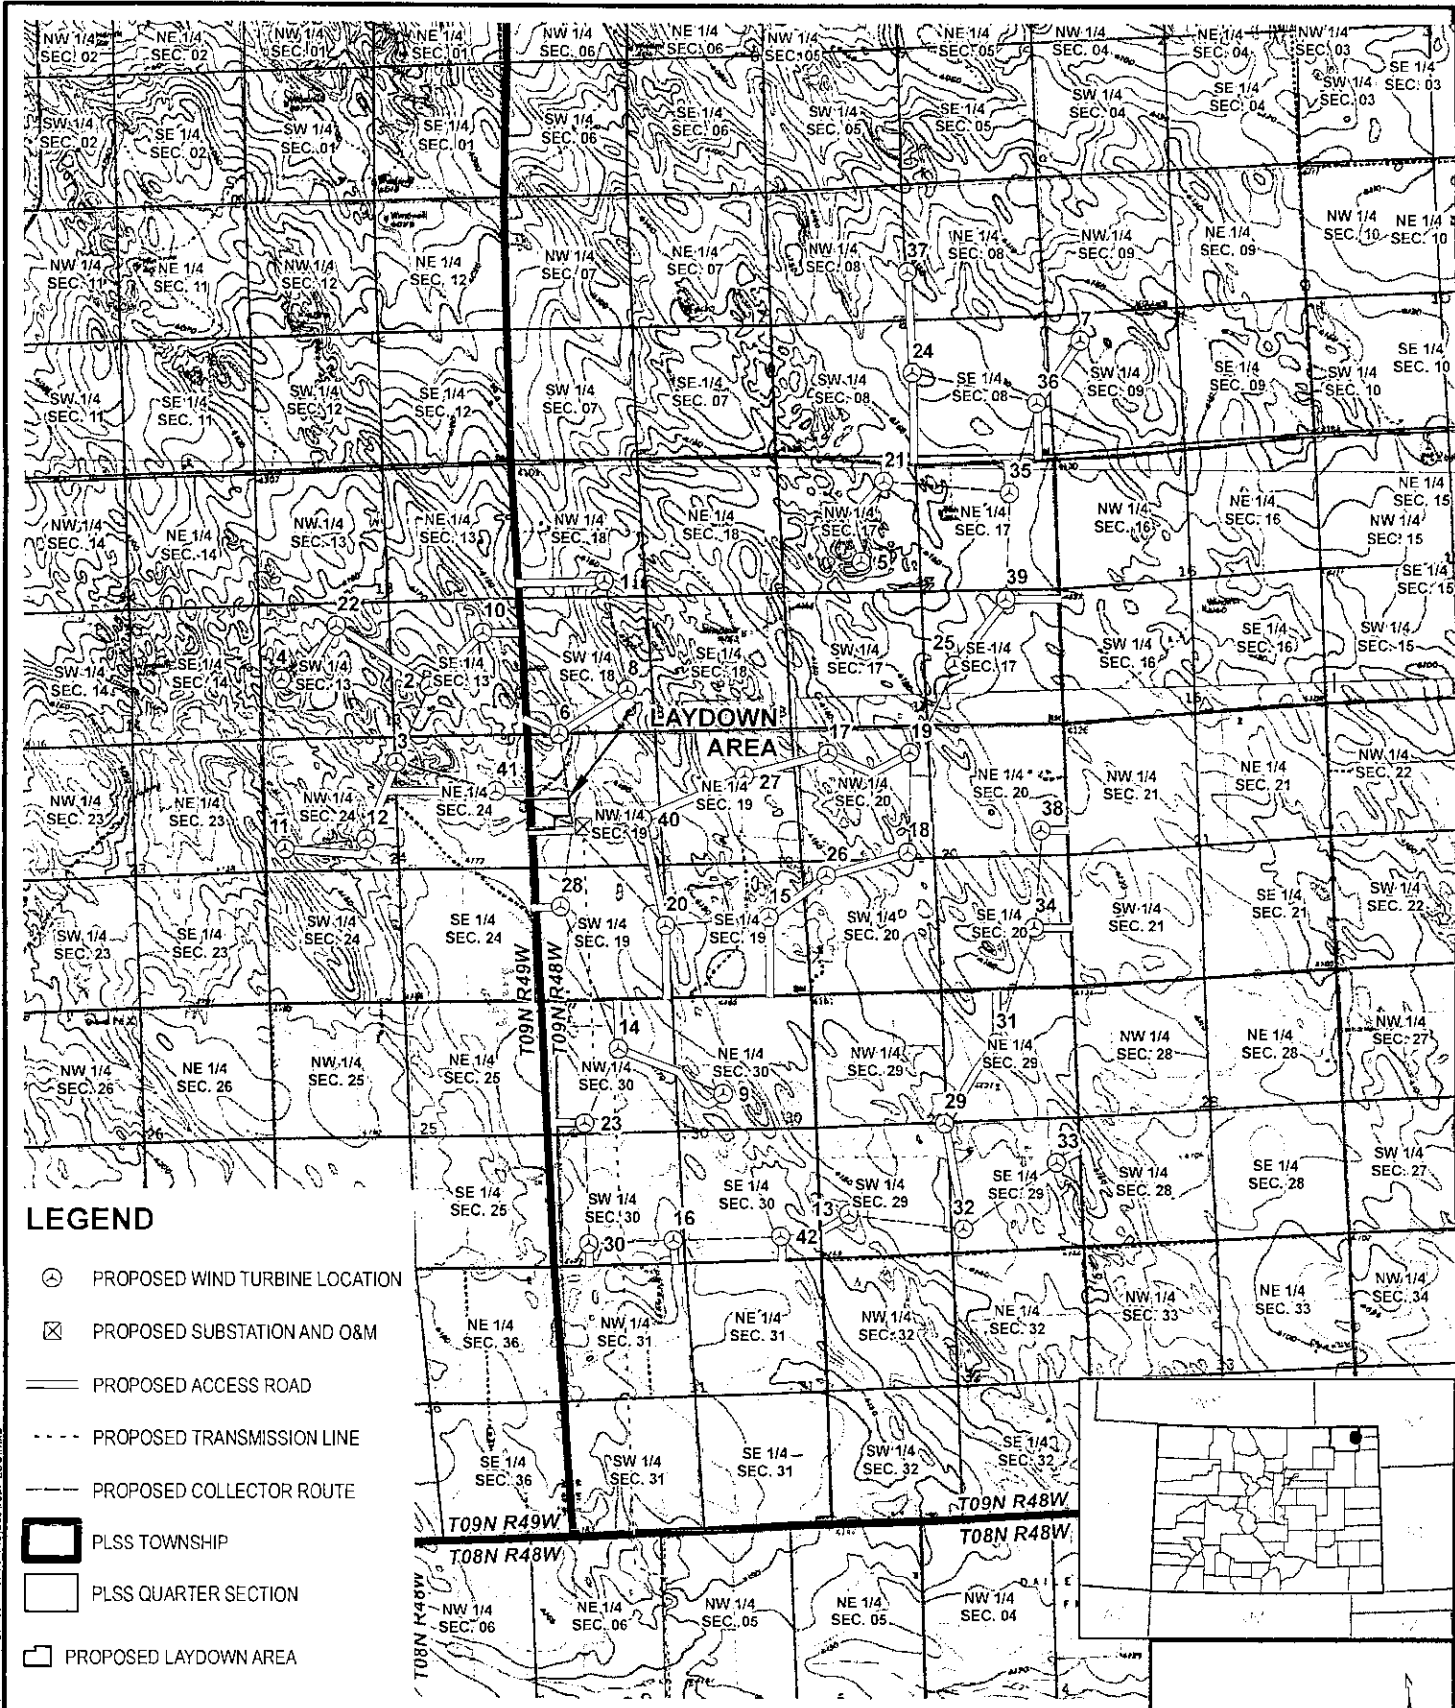 NW 1/4 SEC. 02
NE 1/4 SEC. 02
NW 1/4 SEC. 01
NE 1/4 SEC. 01
NW 1/4 SEC. 06
NE 1/4 SEC. 06
NW 1/4 SEC. 05
NE 1/4 SEC. 05
NW 1/4 SEC. 04
NE 1/4 SEC. 04
NW 1/4 SEC. 03
SW 1/4 SEC. 02
SE 1/4 SEC. 02
SW 1/4 SEC. 01
SE 1/4 SEC. 01
SW 1/4 SEC. 06
SE 1/4 SEC. 06
SW 1/4 SEC. 05
SE 1/4 SEC. 05
SW 1/4 SEC. 04
SE 1/4 SEC. 04
SW 1/4 SEC. 03
SE 1/4 SEC. 03
NW 1/4 SEC. 11
NE 1/4 SEC. 11
NW 1/4 SEC. 12
NE 1/4 SEC. 12
NW 1/4 SEC. 07
NE 1/4 SEC. 07
NW 1/4 SEC. 08
37
NE 1/4 SEC. 08
NW 1/4 SEC. 09
NE 1/4 SEC. 09
NW 1/4 SEC. 10
NE 1/4 SEC. 10
SW 1/4 SEC. 11
SE 1/4 SEC. 11
SW 1/4 SEC. 12
SE 1/4 SEC. 12
SW 1/4 SEC. 07
SE 1/4 SEC. 07
SW 1/4 SEC. 08
24
SE 1/4 SEC. 08
36
7
SW 1/4 SEC. 09
SE 1/4 SEC. 09
SW 1/4 SEC. 10
SE 1/4 SEC. 10
NW 1/4 SEC. 14
NE 1/4 SEC. 14
NW 1/4 SEC. 13
NE 1/4 SEC. 13
NW 1/4 SEC. 18
NE 1/4 SEC. 18
21
NW 1/4 SEC. 17
5
35
NE 1/4 SEC. 17
NW 1/4 SEC. 16
NE 1/4 SEC. 16
NW 1/4 SEC. 15
NE 1/4 SEC. 15
1
39
22
10
SW 1/4 SEC. 14
SE 1/4 SEC. 14
4
SW 1/4 SEC. 13
2
SE 1/4 SEC. 13
SW 1/4 SEC. 18
8
SE 1/4 SEC. 18
SW 1/4 SEC. 17
25
SE 1/4 SEC. 17
SW 1/4 SEC. 16
SE 1/4 SEC. 16
SW 1/4 SEC. 15
SE 1/4 SEC. 15
LAYDOWN
AREA
3
6
41
17
19
27
NW 1/4 SEC. 23
NE 1/4 SEC. 23
NW 1/4 SEC. 24
NE 1/4 SEC. 24
NW 1/4 SEC. 19
40
NE 1/4 SEC. 19
NW 1/4 SEC. 20
NE 1/4 SEC. 20
38
NW 1/4 SEC. 21
NE 1/4 SEC. 21
NW 1/4 SEC. 22
11
12
18
26
28
20
15
34
SW 1/4 SEC. 23
SE 1/4 SEC. 23
SW 1/4 SEC. 24
SE 1/4 SEC. 24
SW 1/4 SEC. 19
SE 1/4 SEC. 19
SW 1/4 SEC. 20
SE 1/4 SEC. 20
SW 1/4 SEC. 21
SE 1/4 SEC. 21
SW 1/4 SEC. 22
T09N R49W
T09N R48W
NW 1/4 SEC. 26
NE 1/4 SEC. 26
NW 1/4 SEC. 25
NE 1/4 SEC. 25
14
NW 1/4 SEC. 30
NE 1/4 SEC. 30
9
NW 1/4 SEC. 29
31
NE 1/4 SEC. 29
NW 1/4 SEC. 28
NE 1/4 SEC. 28
NW 1/4 SEC. 27
23
29
33
SE 1/4 SEC. 25
SW 1/4 SEC. 30
SE 1/4 SEC. 30
SW 1/4 SEC. 29
SE 1/4 SEC. 29
SW 1/4 SEC. 28
SE 1/4 SEC. 28
SW 1/4 SEC. 27
30
16
42
13
32
NE 1/4 SEC. 36
NW 1/4 SEC. 31
NE 1/4 SEC. 31
NW 1/4 SEC. 32
NE 1/4 SEC. 32
NW 1/4 SEC. 33
NE 1/4 SEC. 33
NW 1/4 SEC. 34
SE 1/4 SEC. 36
SW 1/4 SEC. 31
SE 1/4 SEC. 31
SW 1/4 SEC. 32
SE 1/4 SEC. 32
T09N R49W
T09N R48W
T08N R48W
T08N R48W
T08N R48W
NW 1/4 SEC. 06
NE 1/4 SEC. 06
NW 1/4 SEC. 05
NE 1/4 SEC. 05
NW 1/4 SEC. 04
LEGEND
PROPOSED WIND TURBINE LOCATION
PROPOSED SUBSTATION AND O&M
PROPOSED ACCESS ROAD
PROPOSED TRANSMISSION LINE
PROPOSED COLLECTOR ROUTE
PLSS TOWNSHIP
PLSS QUARTER SECTION
PROPOSED LAYDOWN AREA